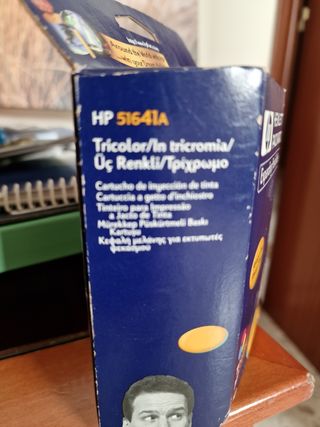 HP 51641A
Tricolor/In tricromia/
Üç Renkli/Τρίχρωμο
Cartucho de inyección de tinta
Cartuccia a getto d'inchiostro
Tinteiro para Impressão
a Jacto de Tinta
Mürekkep Püskürtmeli Baskı
Kartuşu
Κεφαλή μελάνης για εκτυπωτές
ψεκασμού